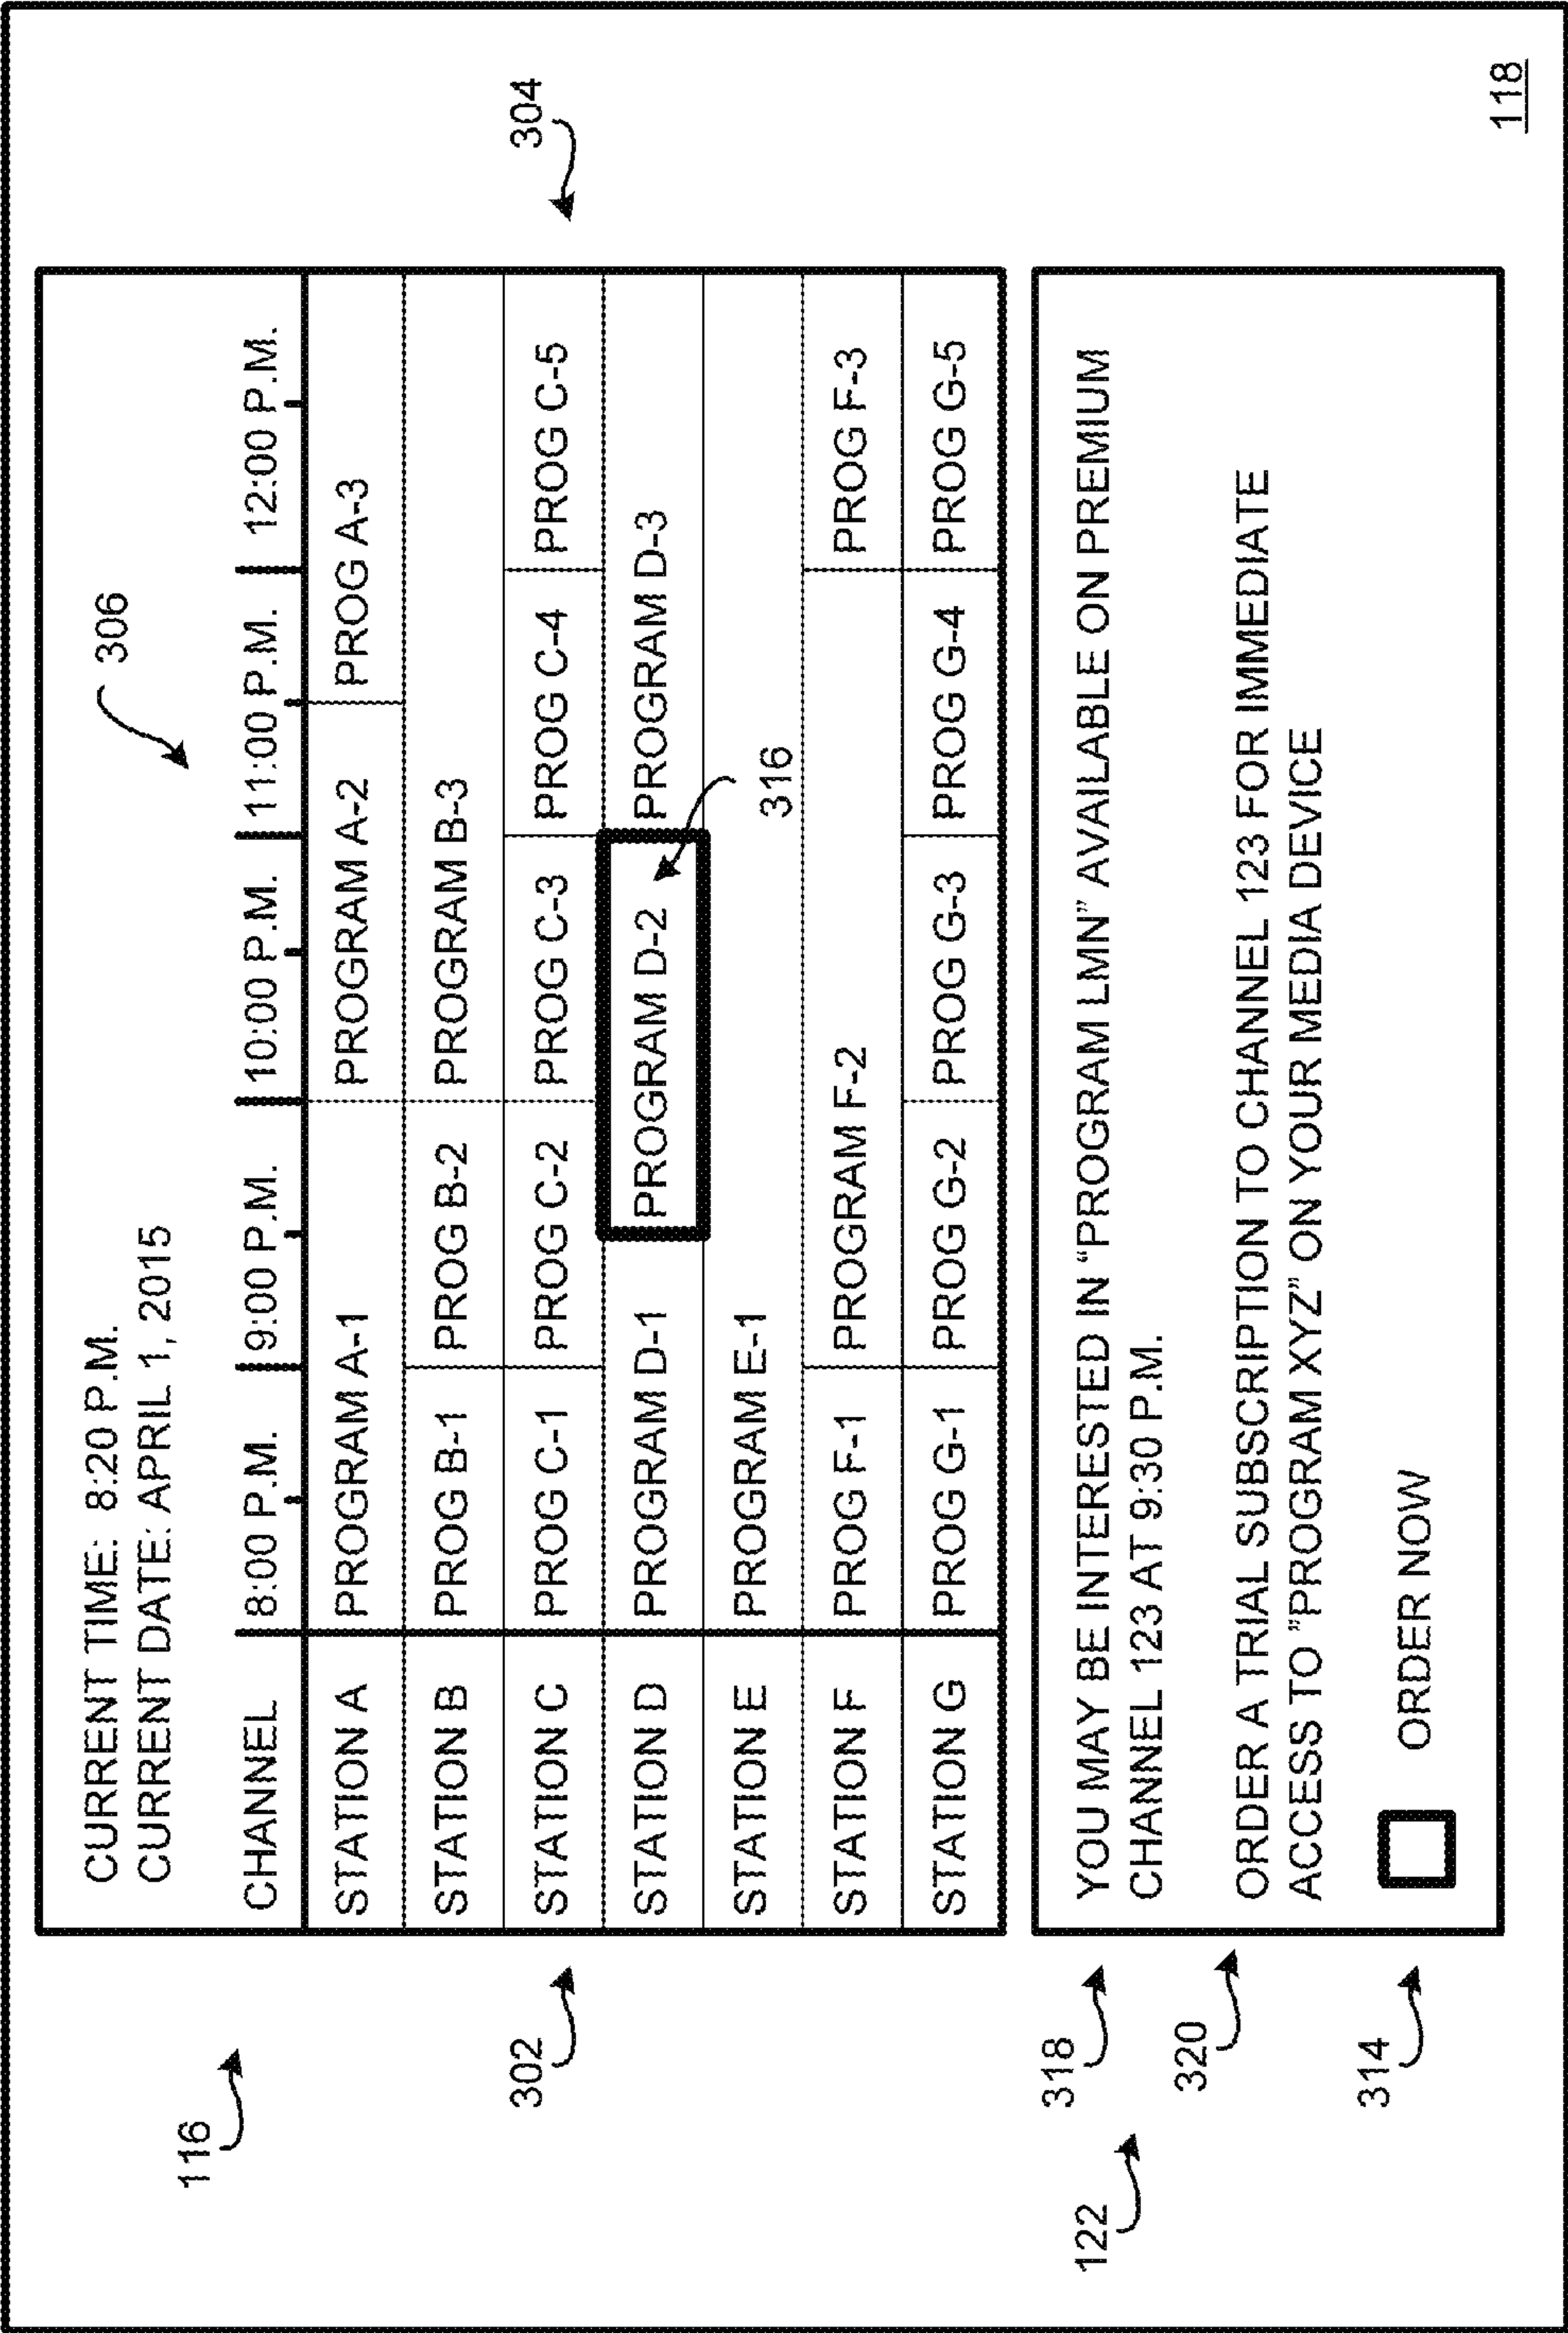 306
CURRENT TIME: 8:20 P.M.
CURRENT DATE: APRIL 1, 2015
116
CHANNEL 8:00 P.M. 9:00 P.M. 10:00 P.M. 11:00 P.M. 12:00 P.M.
STATION A PROGRAM A-1 PROGRAM A-2 PROG A-3
STATION B PROG B-1 PROG B-2 PROGRAM B-3
STATION C PROG C-1 PROG C-2 PROG C-3 PROG C-4 PROG C-5
302
304
STATION D PROGRAM D-1 PROGRAM D-2 PROGRAM D-3
STATION E PROGRAM E-1
316
STATION F PROG F-1 PROGRAM F-2 PROG F-3
STATION G PROG G-1 PROG G-2 PROG G-3 PROG G-4 PROG G-5
318
YOU MAY BE INTERESTED IN “PROGRAM LMN” AVAILABLE ON PREMIUM
CHANNEL 123 AT 9:30 P.M.
122
320
ORDER A TRIAL SUBSCRIPTION TO CHANNEL 123 FOR IMMEDIATE
ACCESS TO ”PROGRAM XYZ” ON YOUR MEDIA DEVICE
314
ORDER NOW
118